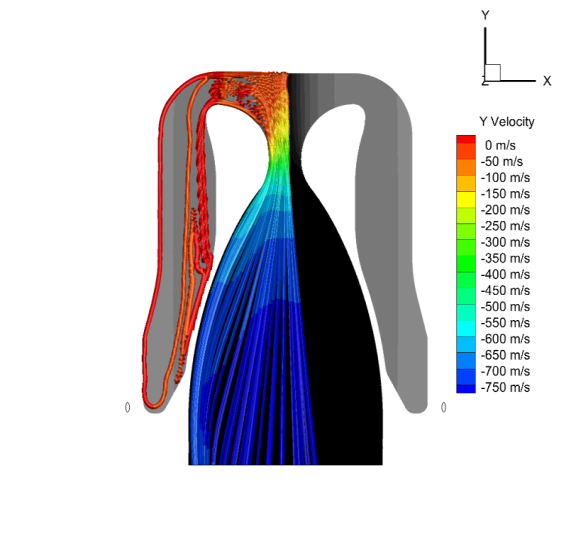 Y
Z
X
Y Velocity
0 m/s
-50 m/s
-100 m/s
-150 m/s
-200 m/s
-250 m/s
-300 m/s
-350 m/s
-400 m/s
-450 m/s
-500 m/s
-550 m/s
-600 m/s
-650 m/s
-700 m/s
-750 m/s